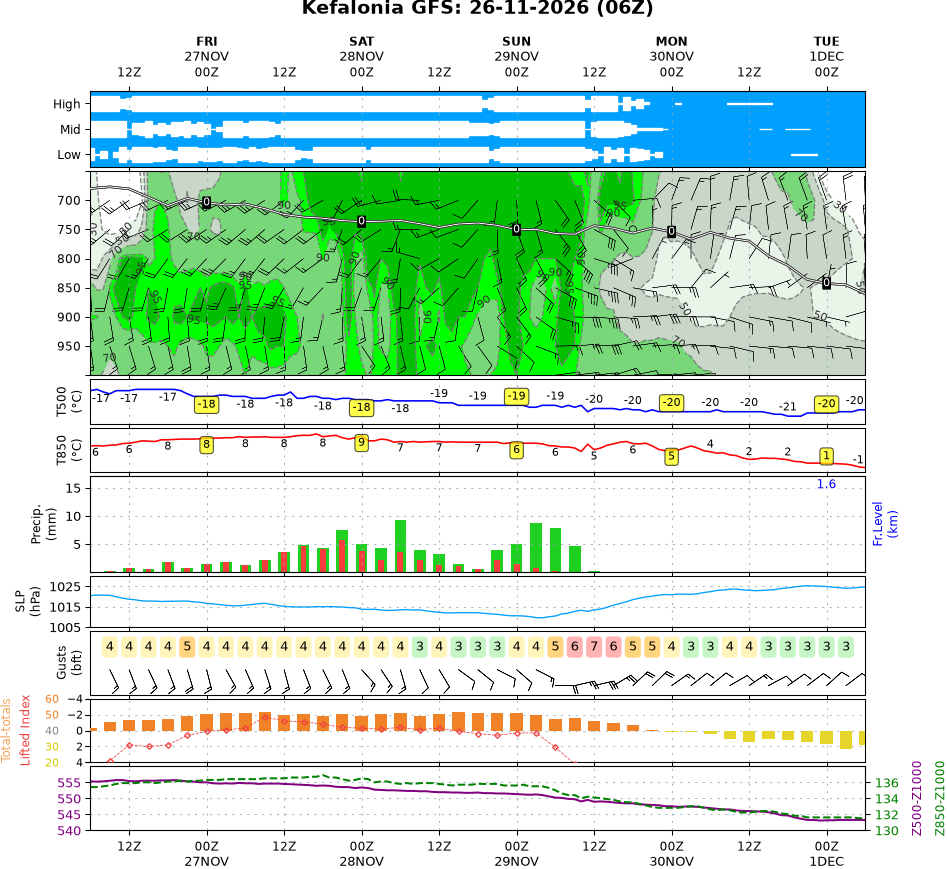 Kefalonia GFS: 26-11-2026 (06Z)
FRI SAT SUN MON TUE
27NOV 28NOV 29NOV 30NOV 1DEC
12Z 00Z 12Z 00Z 12Z 00Z 12Z 00Z 12Z 00Z
High
Mid
Low
700
750
800
850
900
950
T500 (°C)
-17 -17 -17 -18 -18 -18 -18 -18 -18 -19 -19 -19 -19 -20 -20 -20 -20 -20 -21 -20 -20
T850 (°C)
6 6 8 8 8 8 8 9 7 7 7 6 6 5 6 5 4 2 2 1 -1
Precip. (mm)
15
10
5
1.6
Fr.Level (km)
SLP (hPa)
1025
1015
1005
Gusts (bft)
4 4 4 4 5 4 4 4 4 4 4 4 4 4 4 4 3 4 3 3 3 4 4 5 6 7 6 5 5 4 3 3 4 4 3 3 3 3 3
Total-totals
Lifted Index
60 -4
50 -2
40 0
30 2
20 4
555
550
545
540
136
134
132
130
Z500-Z1000
Z850-Z1000
12Z 00Z 12Z 00Z 12Z 00Z 12Z 00Z 12Z 00Z
27NOV 28NOV 29NOV 30NOV 1DEC